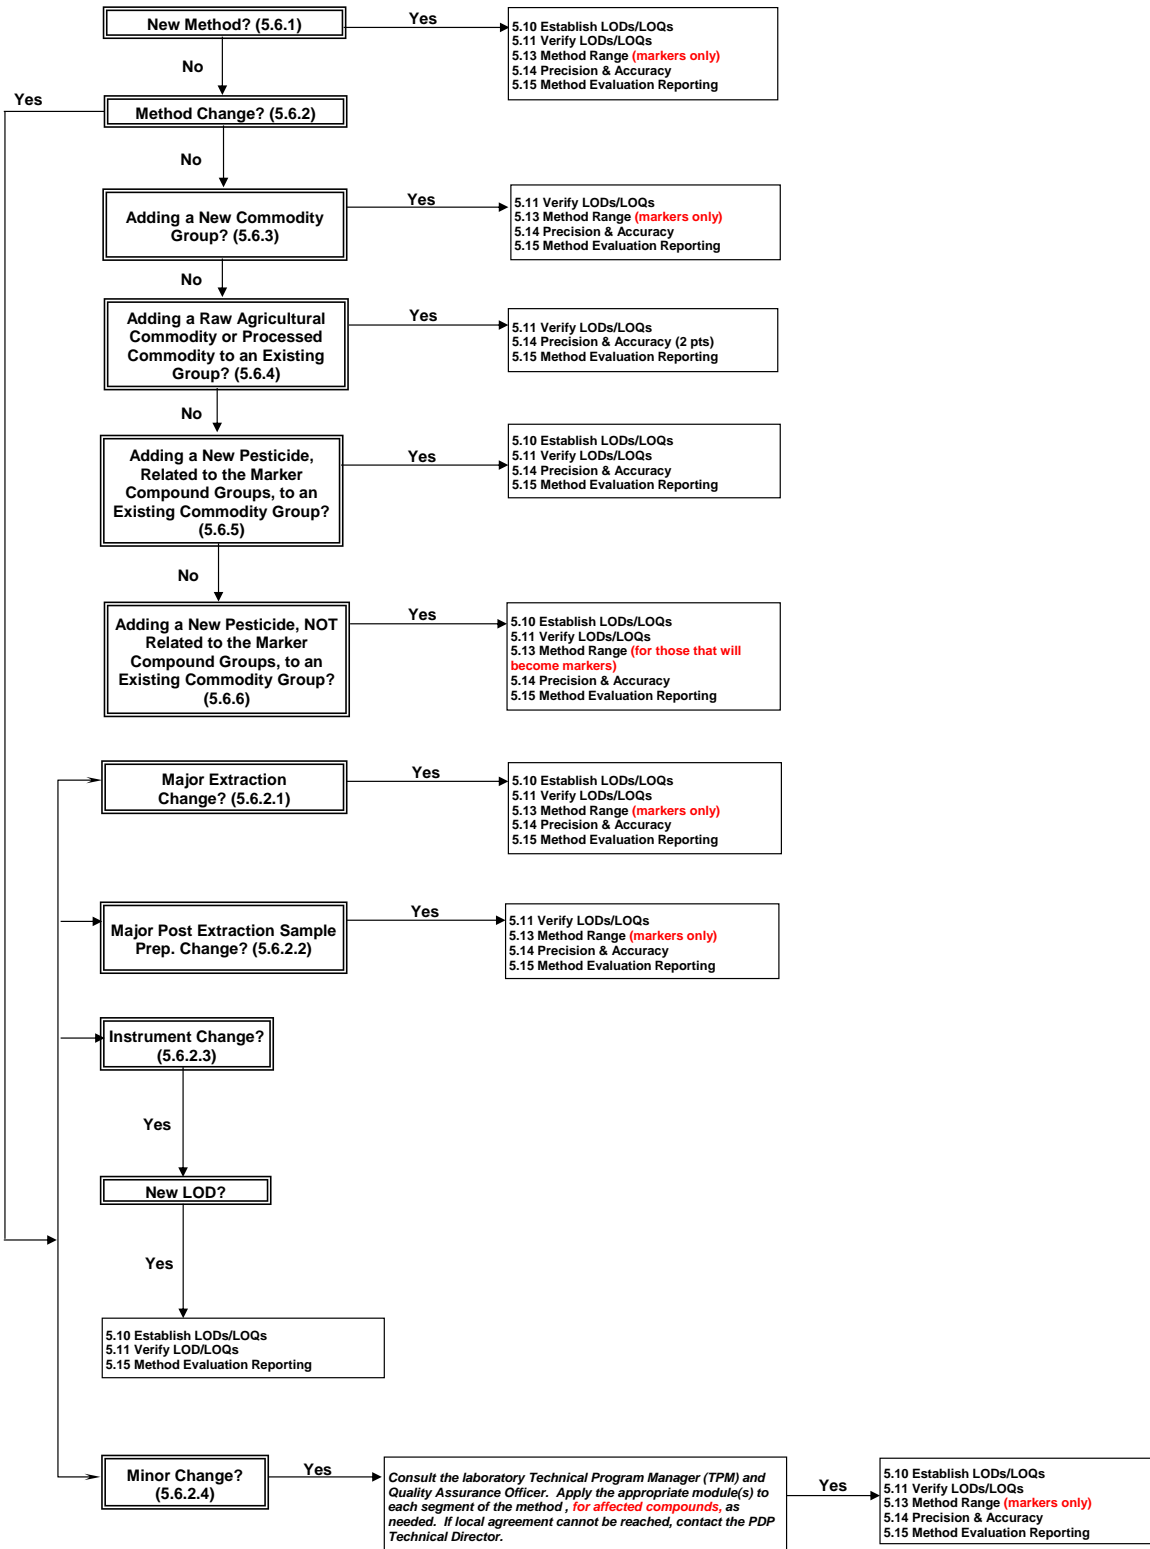 New Method? (5.6.1)
Yes
5.10 Establish LODs/LOQs
5.11 Verify LODs/LOQs
5.13 Method Range (markers only)
5.14 Precision & Accuracy
5.15 Method Evaluation Reporting
No
Yes
Method Change? (5.6.2)
No
Adding a New Commodity
Group? (5.6.3)
Yes
5.11 Verify LODs/LOQs
5.13 Method Range (markers only)
5.14 Precision & Accuracy
5.15 Method Evaluation Reporting
No
Adding a Raw Agricultural
Commodity or Processed
Commodity to an Existing
Group? (5.6.4)
Yes
5.11 Verify LODs/LOQs
5.14 Precision & Accuracy (2 pts)
5.15 Method Evaluation Reporting
No
Adding a New Pesticide,
Related to the Marker
Compound Groups, to an
Existing Commodity Group?
(5.6.5)
Yes
5.10 Establish LODs/LOQs
5.11 Verify LODs/LOQs
5.14 Precision & Accuracy
5.15 Method Evaluation Reporting
No
Adding a New Pesticide, NOT
Related to the Marker
Compound Groups, to an
Existing Commodity Group?
(5.6.6)
Yes
5.10 Establish LODs/LOQs
5.11 Verify LODs/LOQs
5.13 Method Range (for those that will
become markers)
5.14 Precision & Accuracy
5.15 Method Evaluation Reporting
Major Extraction
Change? (5.6.2.1)
Yes
5.10 Establish LODs/LOQs
5.11 Verify LODs/LOQs
5.13 Method Range (markers only)
5.14 Precision & Accuracy
5.15 Method Evaluation Reporting
Major Post Extraction Sample
Prep. Change? (5.6.2.2)
Yes
5.11 Verify LODs/LOQs
5.13 Method Range (markers only)
5.14 Precision & Accuracy
5.15 Method Evaluation Reporting
Instrument Change?
(5.6.2.3)
Yes
New LOD?
Yes
5.10 Establish LODs/LOQs
5.11 Verify LOD/LOQs
5.15 Method Evaluation Reporting
Minor Change?
(5.6.2.4)
Yes
Consult the laboratory Technical Program Manager (TPM) and
Quality Assurance Officer. Apply the appropriate module(s) to
each segment of the method , for affected compounds, as
needed. If local agreement cannot be reached, contact the PDP
Technical Director.
Yes
5.10 Establish LODs/LOQs
5.11 Verify LODs/LOQs
5.13 Method Range (markers only)
5.14 Precision & Accuracy
5.15 Method Evaluation Reporting